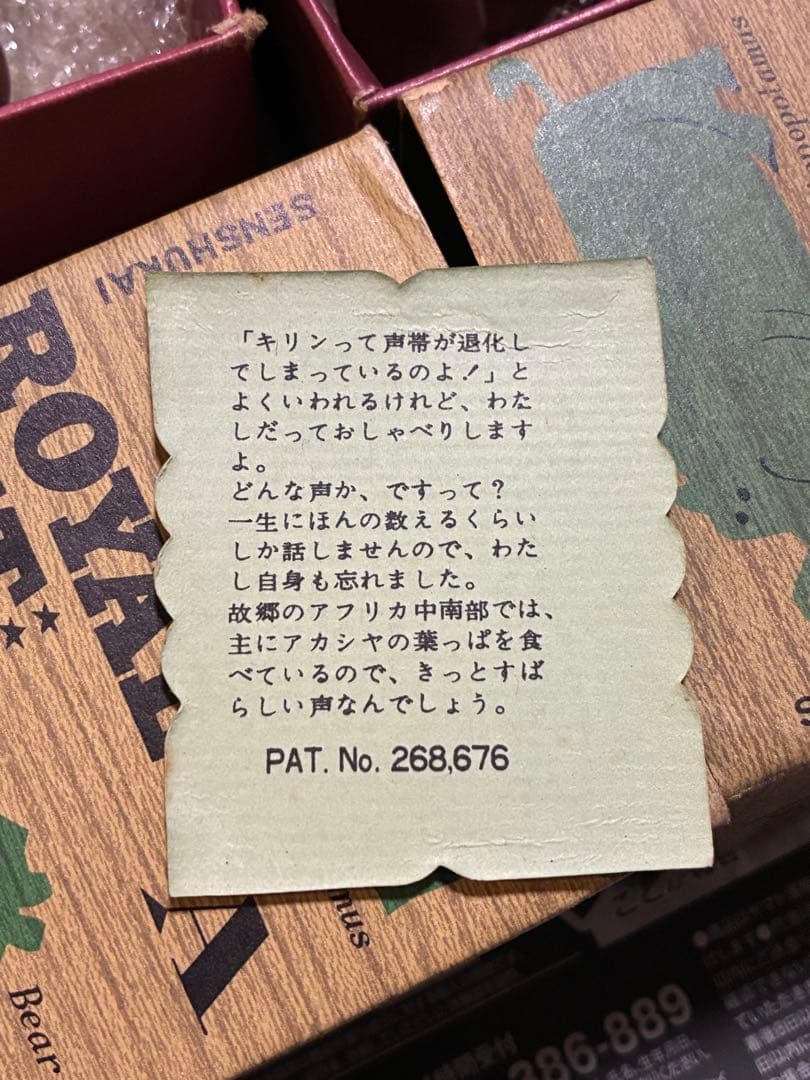 「キリンって声帯が退化し
でしまっているのよ！」と
よくいわれるけれど、わた
しだっておしゃべりします
よ。
どんな声か、ですって？
一生にほんの数えるくらい
しか話しませんので、わた
し自身も忘れました。
故郷のアフリカ中南部では、
主にアカシヤの葉っぱを食
べているので、きっとすば
らしい声なんでしょう。
PAT. No. 268,676
SENSHUKAI
ROYAL
Bear
386-889